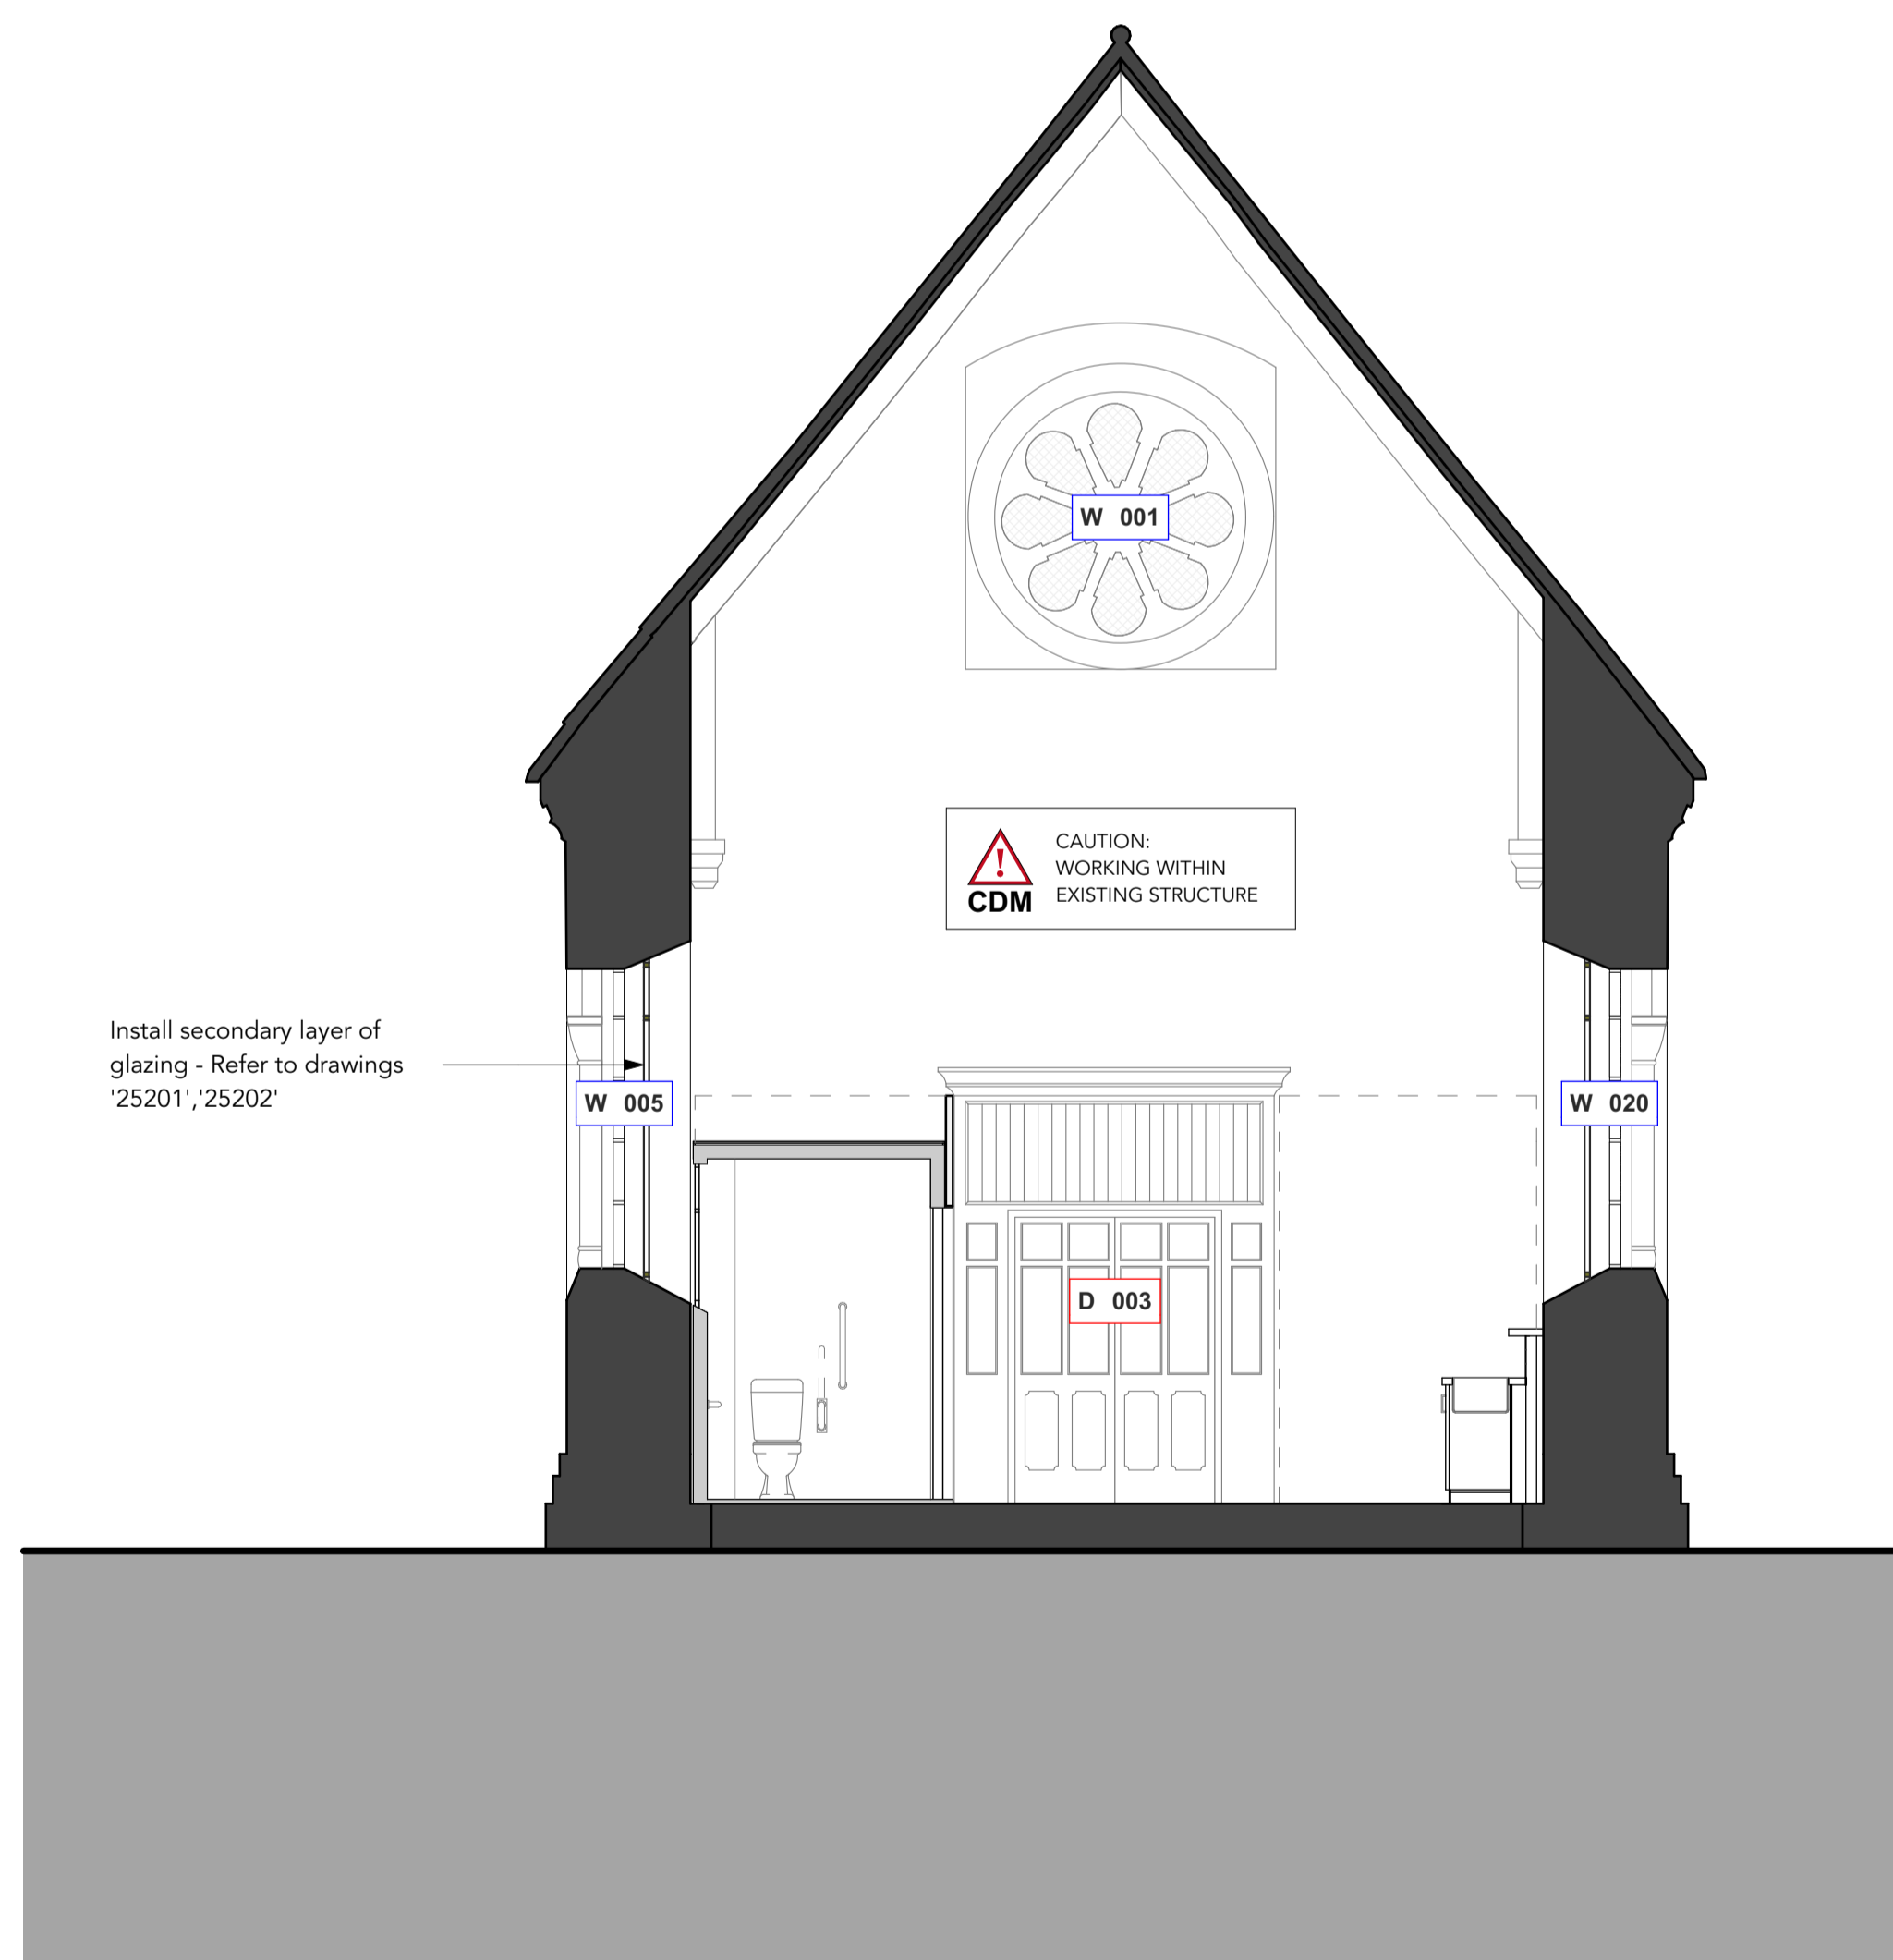 W 001
CAUTION:
WORKING WITHIN
EXISTING STRUCTURE
!
CDM
Install secondary layer of
glazing - Refer to drawings
'25201','25202'
W 005
W 020
D 003